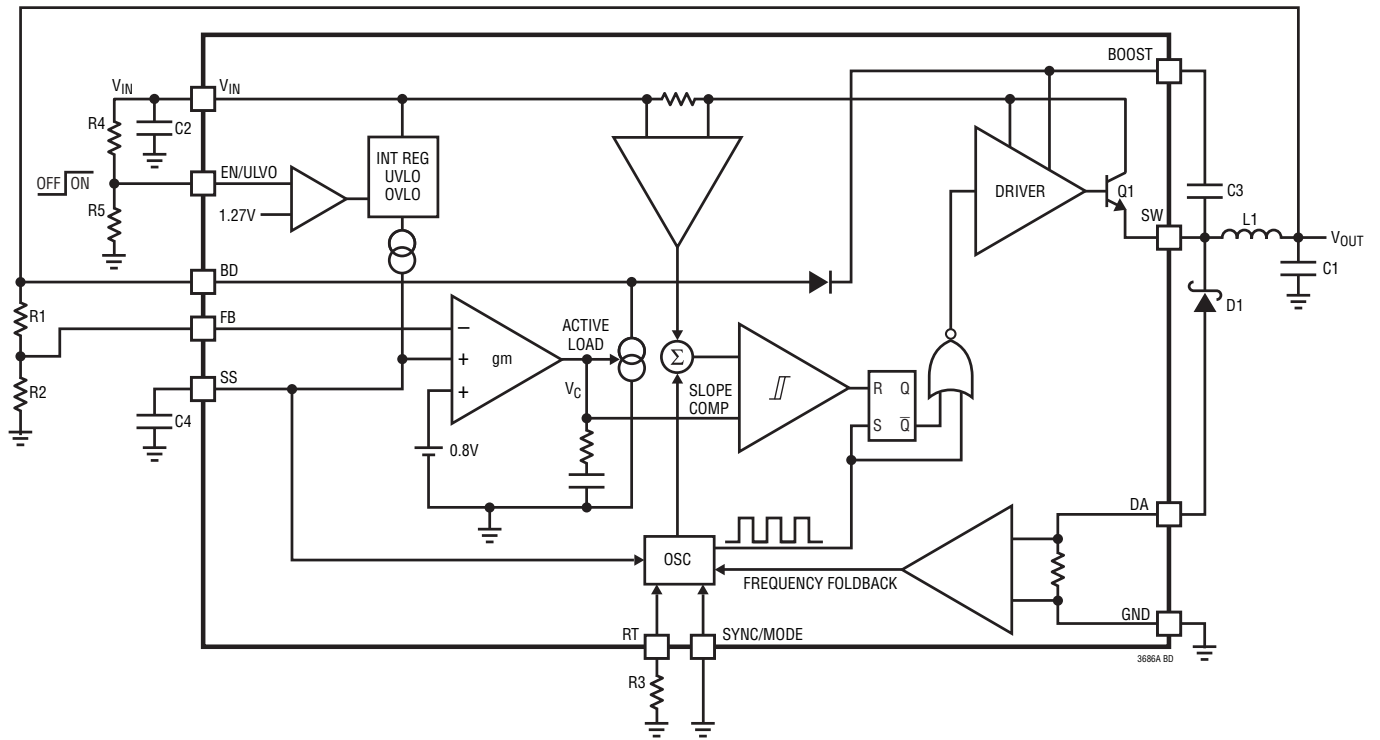 BOOST
VIN
VIN
R4
C2
INT REG
UVLO
OVLO
EN/ULVO
OFF
ON
1.27V
R5
DRIVER
Q1
C3
SW
L1
VOUT
C1
D1
BD
R1
FB
ACTIVE
LOAD
–
+
+
gm
Σ
R2
SS
VC
SLOPE
COMP
R
Q
S
Q̅
C4
0.8V
DA
OSC
FREQUENCY FOLDBACK
GND
RT
SYNC/MODE
3686A BD
R3